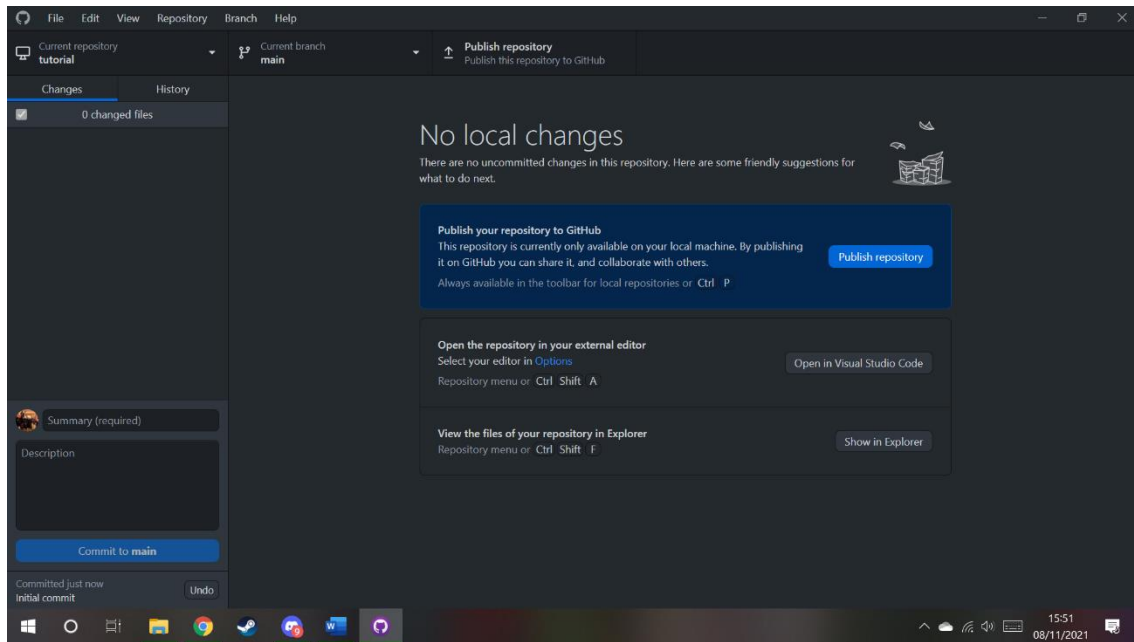 File Edit View Repository Branch Help
Current repository
tutorial
Current branch
main
Publish repository
Publish this repository to GitHub
Changes History
0 changed files
No local changes
There are no uncommitted changes in this repository. Here are some friendly suggestions for
what to do next.
Publish your repository to GitHub
This repository is currently only available on your local machine. By publishing
it on GitHub you can share it, and collaborate with others.
Always available in the toolbar for local repositories or Ctrl P
Publish repository
Open the repository in your external editor
Select your editor in Options
Repository menu or Ctrl Shift A
Open in Visual Studio Code
View the files of your repository in Explorer
Repository menu or Ctrl Shift F
Show in Explorer
Summary (required)
Description
Commit to main
Committed just now
Initial commit
Undo
9
W
15:51
08/11/2021